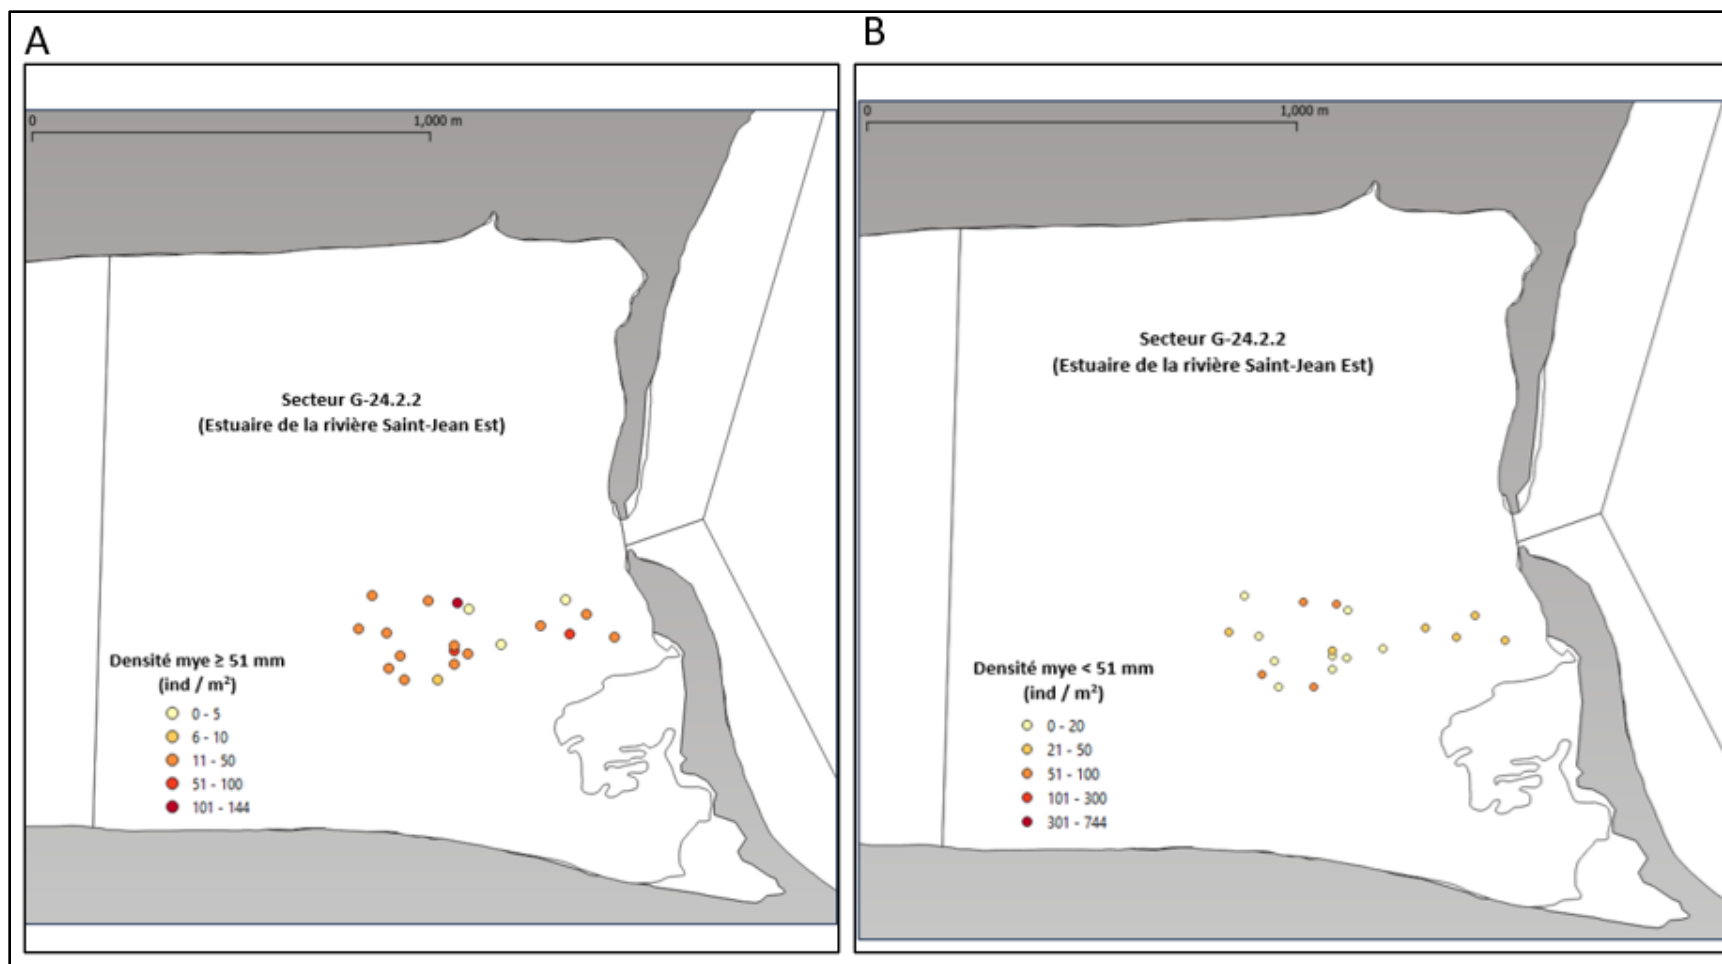 A
0 1,000 m
Secteur G-24.2.2
(Estuaire de la rivière Saint-Jean Est)
Densité mye ≥ 51 mm
(ind / m²)
0 - 5
6 - 10
11 - 50
51 - 100
101 - 144
B
0 1,000 m
Secteur G-24.2.2
(Estuaire de la rivière Saint-Jean Est)
Densité mye < 51 mm
(ind / m²)
0 - 20
21 - 50
51 - 100
101 - 300
301 - 744